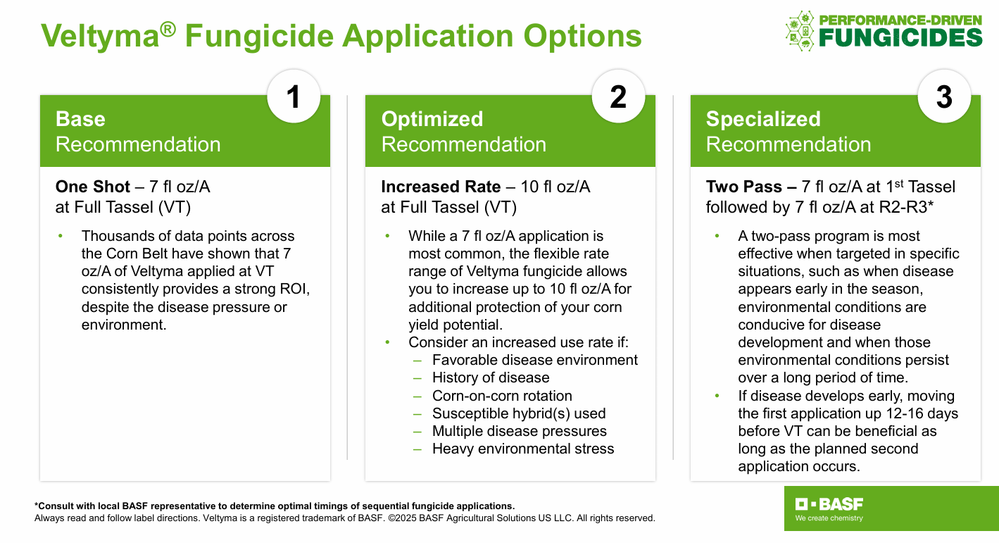 Veltyma® Fungicide Application Options
PERFORMANCE-DRIVEN
FUNGICIDES
1
Base
Recommendation
One Shot – 7 fl oz/A
at Full Tassel (VT)
• Thousands of data points across
the Corn Belt have shown that 7
oz/A of Veltyma applied at VT
consistently provides a strong ROI,
despite the disease pressure or
environment.
2
Optimized
Recommendation
Increased Rate – 10 fl oz/A
at Full Tassel (VT)
• While a 7 fl oz/A application is
most common, the flexible rate
range of Veltyma fungicide allows
you to increase up to 10 fl oz/A for
additional protection of your corn
yield potential.
• Consider an increased use rate if:
– Favorable disease environment
– History of disease
– Corn-on-corn rotation
– Susceptible hybrid(s) used
– Multiple disease pressures
– Heavy environmental stress
3
Specialized
Recommendation
Two Pass – 7 fl oz/A at 1st Tassel
followed by 7 fl oz/A at R2-R3*
• A two-pass program is most
effective when targeted in specific
situations, such as when disease
appears early in the season,
environmental conditions are
conducive for disease
development and when those
environmental conditions persist
over a long period of time.
• If disease develops early, moving
the first application up 12-16 days
before VT can be beneficial as
long as the planned second
application occurs.
*Consult with local BASF representative to determine optimal timings of sequential fungicide applications.
Always read and follow label directions. Veltyma is a registered trademark of BASF. ©2025 BASF Agricultural Solutions US LLC. All rights reserved.
BASF
We create chemistry